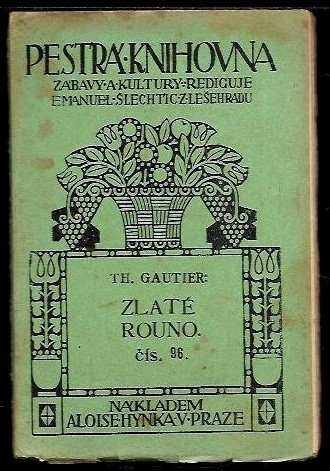 PESTRÁ·KNIHOVNA
ZÁBAVY·A·KULTURY·REDIGUJE
EMANUEL·ŠLECHTIC·Z·LEŠEHRADU
TH. GAUTIER:
ZLATÉ
ROUNO.
čís. 96.
NÁKLADEM
ALOISE·HYNKA·V·PRAZE